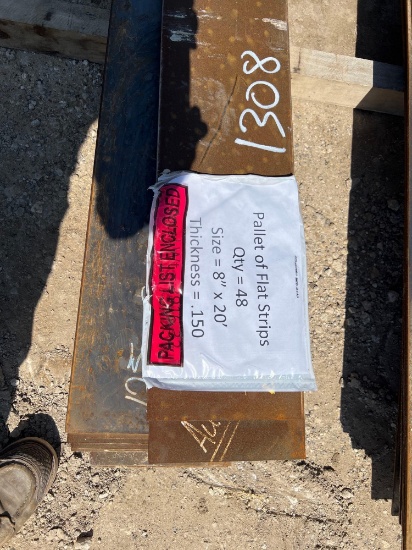 1308
PACKING LIST ENCLOSED
Pallet of Flat Strips
Qty = 48
Size = 8" x 20'
Thickness = .150